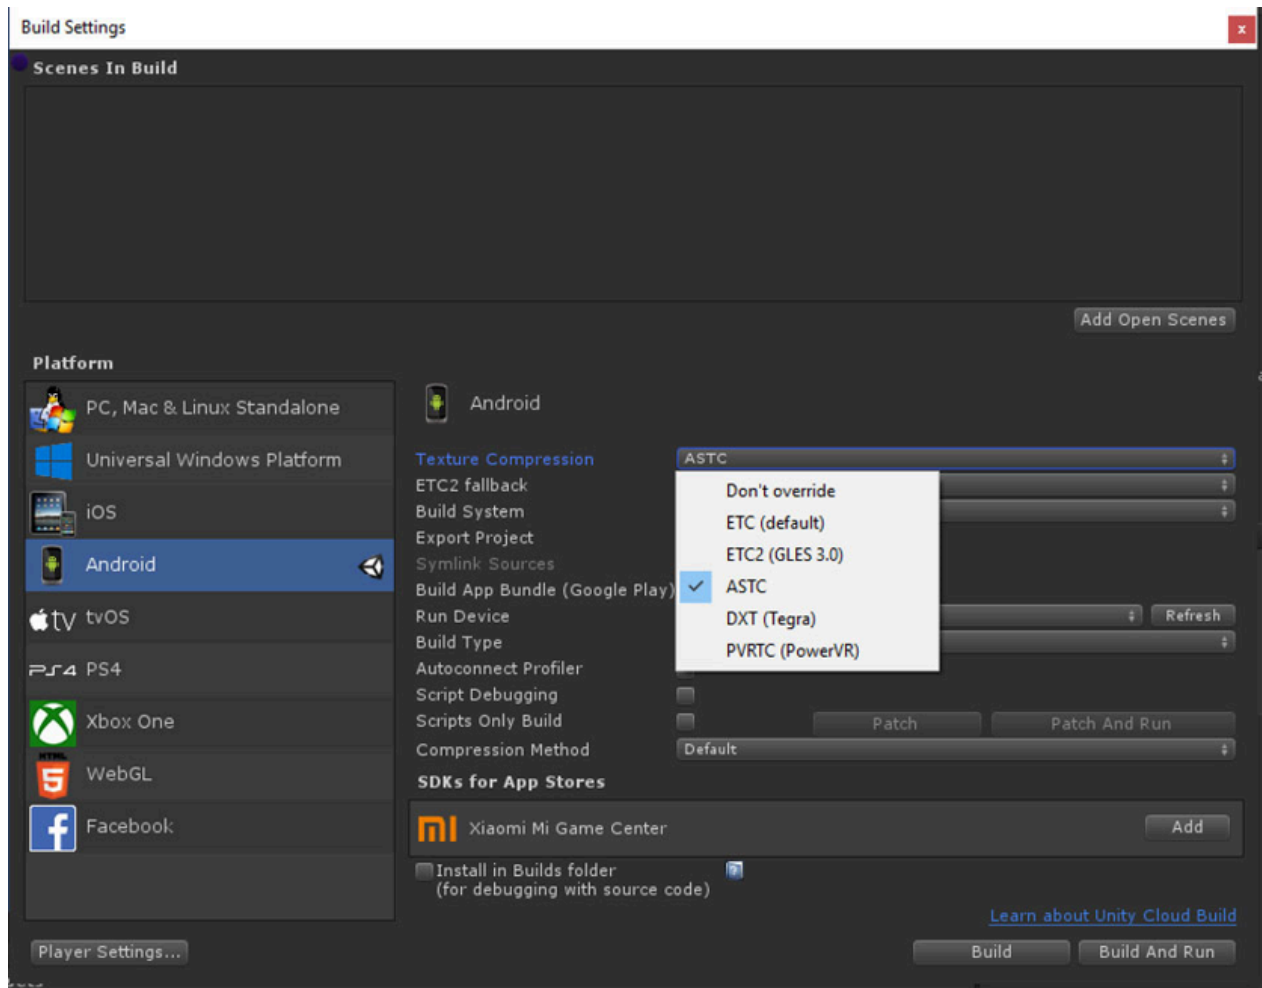 Build Settings
x
Scenes In Build
Add Open Scenes
Platform
PC, Mac & Linux Standalone
Universal Windows Platform
iOS
Android
tv tvOS
PS4 PS4
Xbox One
HTML
5 WebGL
f Facebook
Android
Texture Compression ASTC
ETC2 fallback
Build System
Export Project
Symlink Sources
Build App Bundle (Google Play)
Run Device Refresh
Build Type
Autoconnect Profiler
Script Debugging
Scripts Only Build Patch Patch And Run
Compression Method Default
Don't override
ETC (default)
ETC2 (GLES 3.0)
ASTC
DXT (Tegra)
PVRTC (PowerVR)
SDKs for App Stores
mi Xiaomi Mi Game Center Add
Install in Builds folder ?
(for debugging with source code)
Learn about Unity Cloud Build
Player Settings... Build Build And Run